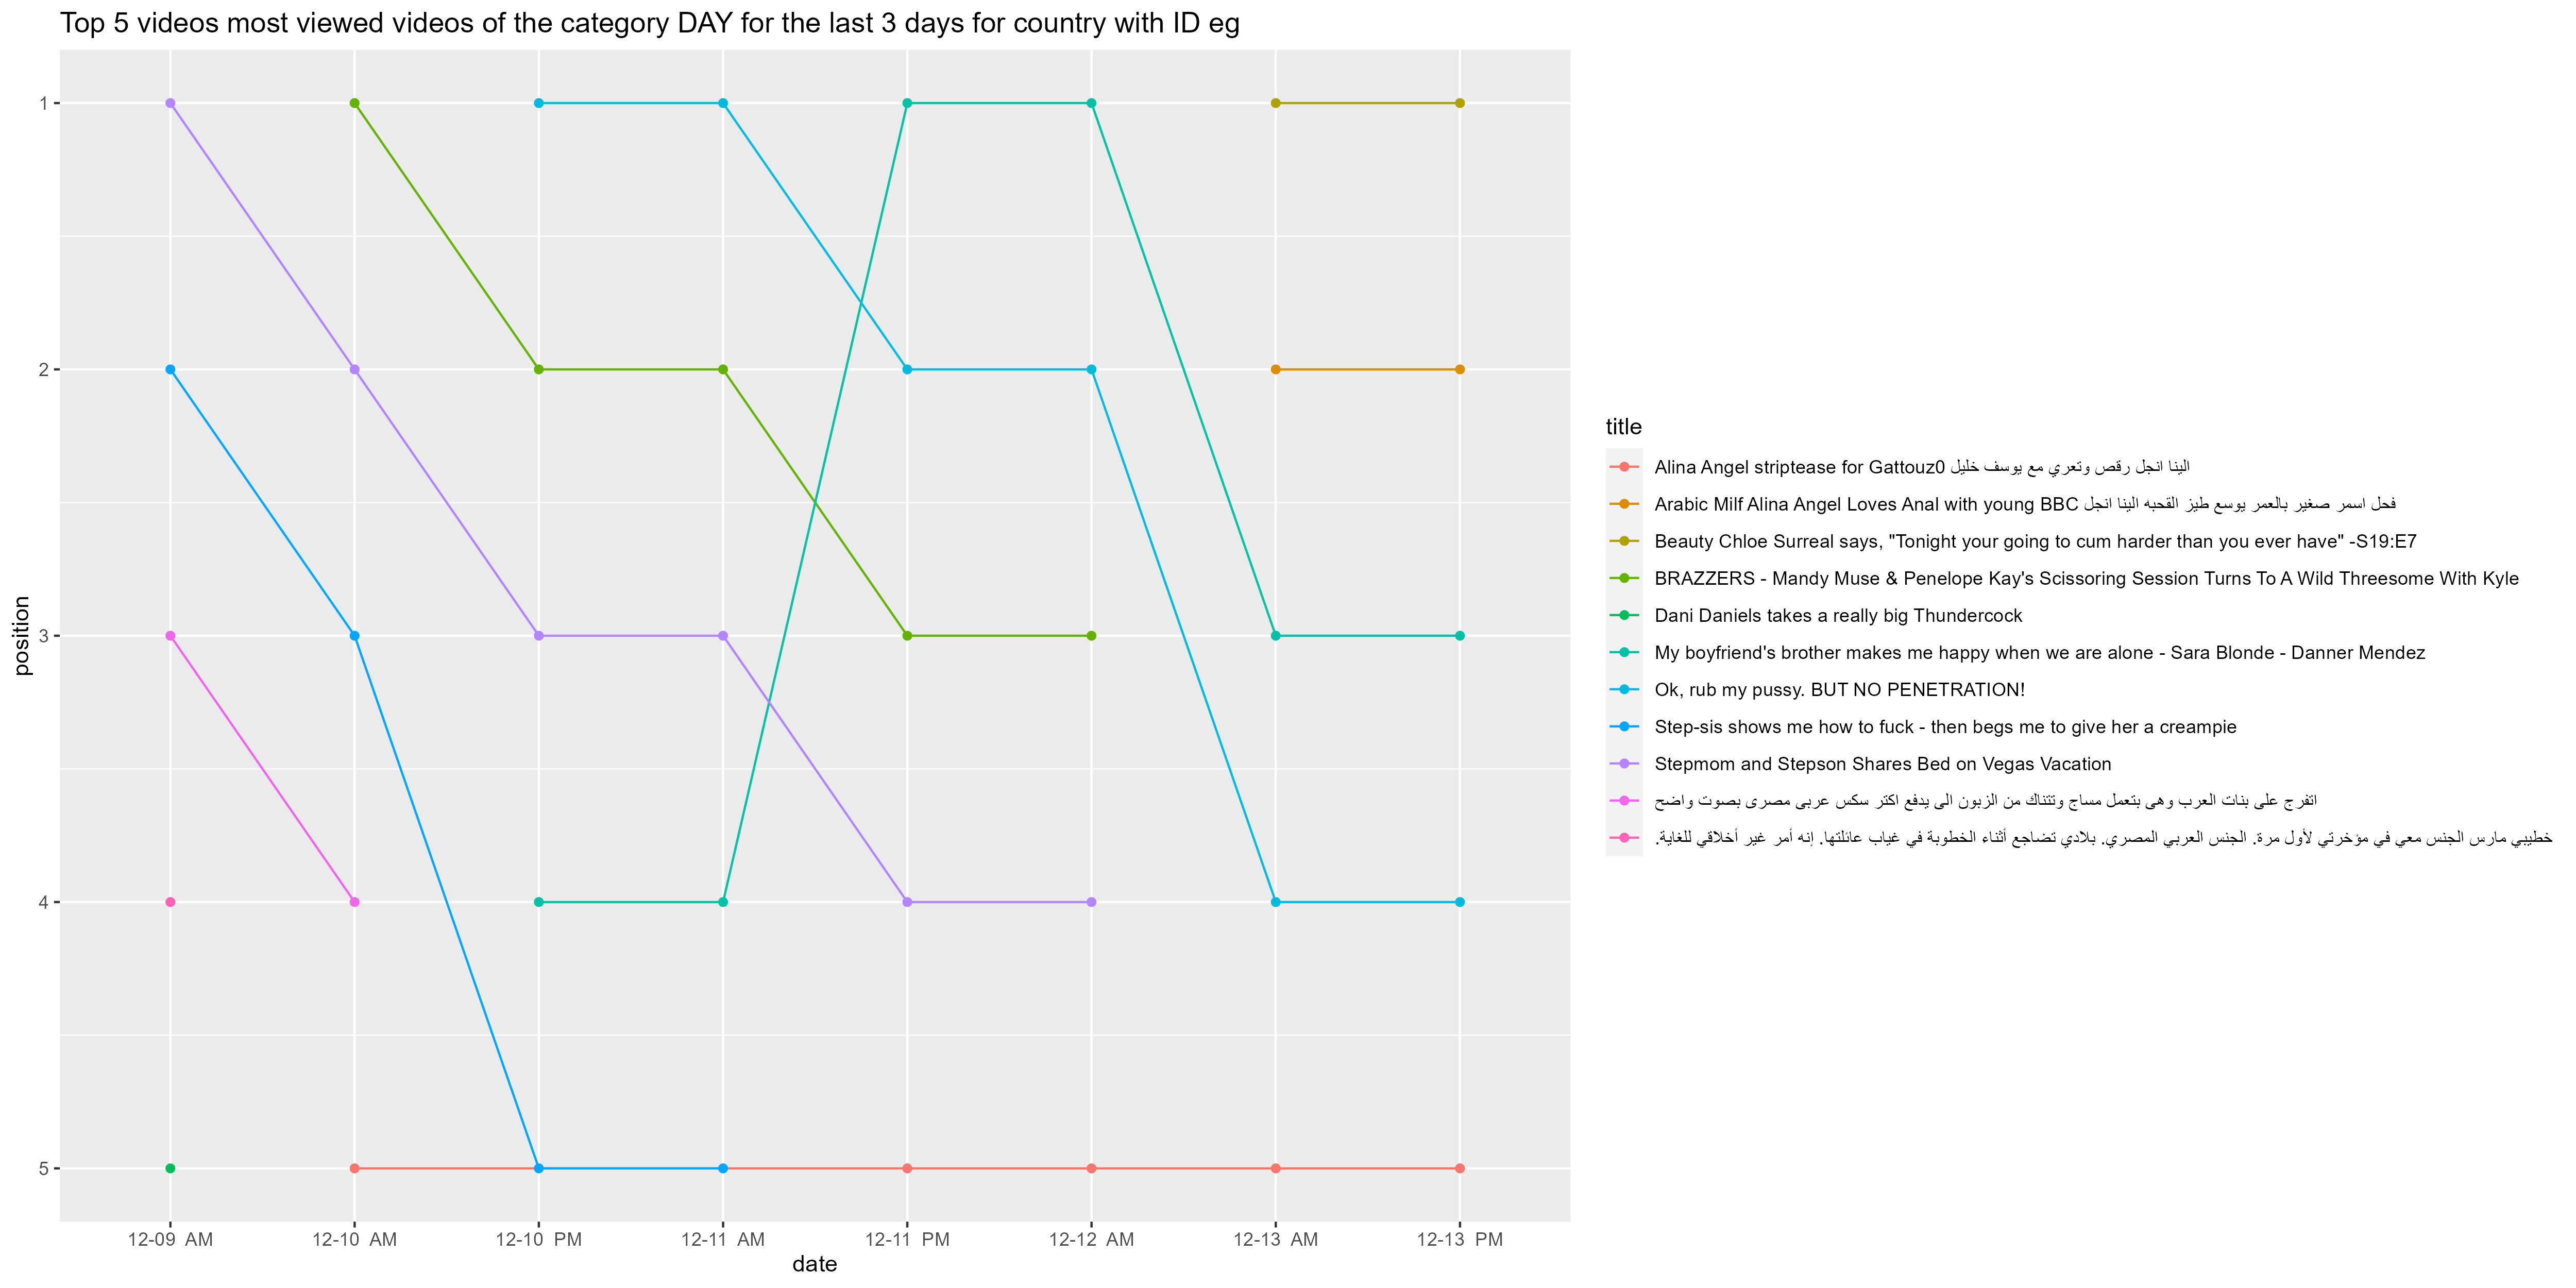 Top 5 videos most viewed videos of the category DAY for the last 3 days for country with ID eg
position
1
2
3
4
5
12-09 AM
12-10 AM
12-10 PM
12-11 AM
12-11 PM
12-12 AM
12-13 AM
12-13 PM
date
title
Alina Angel striptease for Gattouz0 الينا انجل رقص وتعري مع يوسف خليل
Arabic Milf Alina Angel Loves Anal with young BBC فحل اسمر صغير بالعمر يوسع طيز القحبه الينا انجل
Beauty Chloe Surreal says, "Tonight your going to cum harder than you ever have" -S19:E7
BRAZZERS - Mandy Muse & Penelope Kay's Scissoring Session Turns To A Wild Threesome With Kyle
Dani Daniels takes a really big Thundercock
My boyfriend's brother makes me happy when we are alone - Sara Blonde - Danner Mendez
Ok, rub my pussy. BUT NO PENETRATION!
Step-sis shows me how to fuck - then begs me to give her a creampie
Stepmom and Stepson Shares Bed on Vegas Vacation
اتفرج على بنات العرب وهى بتعمل مساج وتتناك من الزبون الى يدفع اكتر سكس عربى مصرى بصوت واضح
خطيبي مارس الجنس معي في مؤخرتي لأول مرة. الجنس العربي المصري. بلادي تضاجع أثناء الخطوبة في غياب عائلتها. إنه أمر غير أخلاقي للغاية.